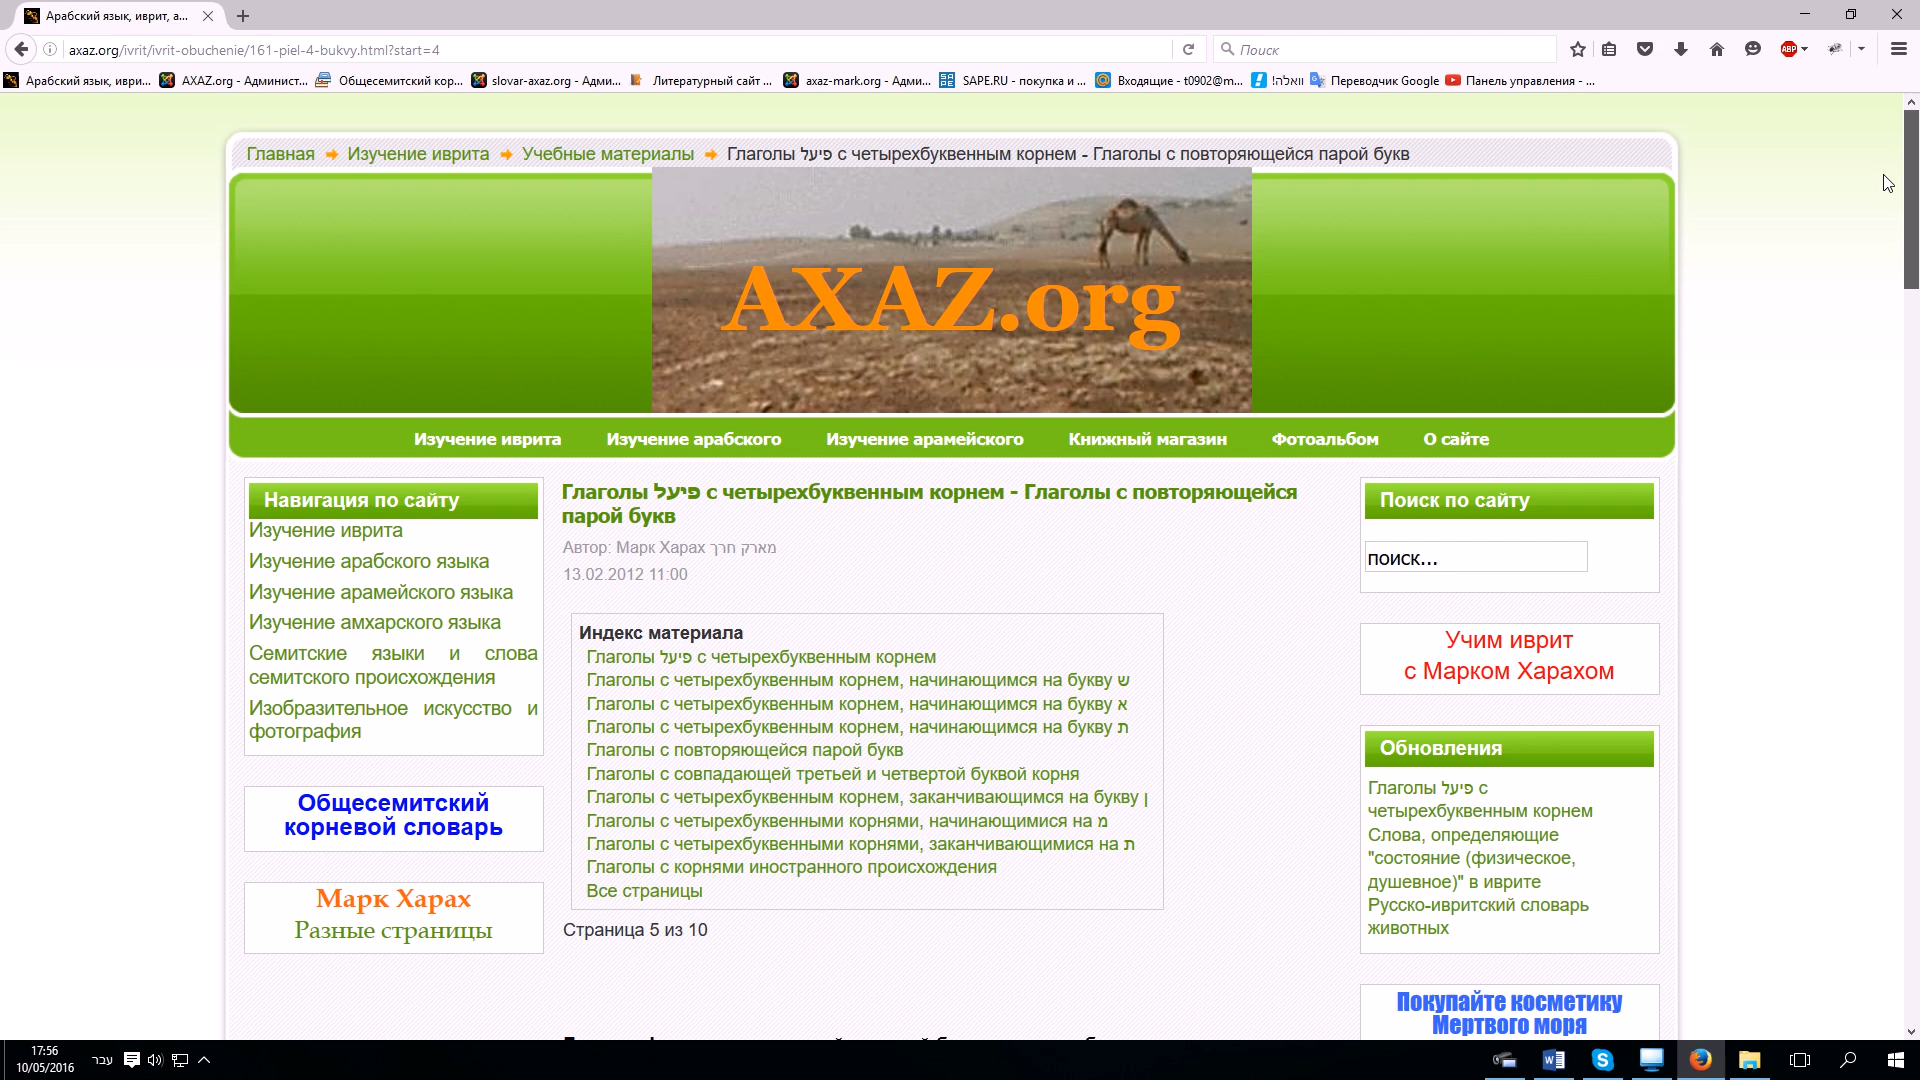 Арабский язык, иврит, а...
axaz.org/ivrit/ivrit-obuchenie/161-piel-4-bukvy.html?start=4
Поиск
Арабский язык, иври...
AXAZ.org - Админист...
Общесемитский кор...
slovar-axaz.org - Адми...
Литературный сайт ...
axaz-mark.org - Адми...
SAPE.RU - покупка и ...
Входящие - t0902@m...
וואלה!
Переводчик Google
Панель управления - ...
Главная
Изучение иврита
Учебные материалы
Глаголы פיעל с четырехбуквенным корнем - Глаголы с повторяющейся парой букв
AXAZ.org
Изучение иврита
Изучение арабского
Изучение арамейского
Книжный магазин
Фотоальбом
О сайте
Навигация по сайту
Изучение иврита
Изучение арабского языка
Изучение арамейского языка
Изучение амхарского языка
Семитские языки и слова
семитского происхождения
Изобразительное искусство и
фотография
Общесемитский
корневой словарь
Марк Харах
Разные страницы
Глаголы פיעל с четырехбуквенным корнем - Глаголы с повторяющейся
парой букв
Автор: Марк Харах מארק חרך
13.02.2012 11:00
Индекс материала
Глаголы פיעל с четырехбуквенным корнем
Глаголы с четырехбуквенным корнем, начинающимся на букву ש
Глаголы с четырехбуквенным корнем, начинающимся на букву א
Глаголы с четырехбуквенным корнем, начинающимся на букву ת
Глаголы с повторяющейся парой букв
Глаголы с совпадающей третьей и четвертой буквой корня
Глаголы с четырехбуквенным корнем, заканчивающимся на букву ן
Глаголы с четырехбуквенными корнями, начинающимися на מ
Глаголы с четырехбуквенными корнями, заканчивающимися на ת
Глаголы с корнями иностранного происхождения
Все страницы
Страница 5 из 10
Поиск по сайту
поиск...
Учим иврит
с Марком Харахом
Обновления
Глаголы פיעל с
четырехбуквенным корнем
Слова, определяющие
"состояние (физическое,
душевное)" в иврите
Русско-ивритский словарь
животных
Покупайте косметику
Мертвого моря
17:56
10/05/2016
עבר